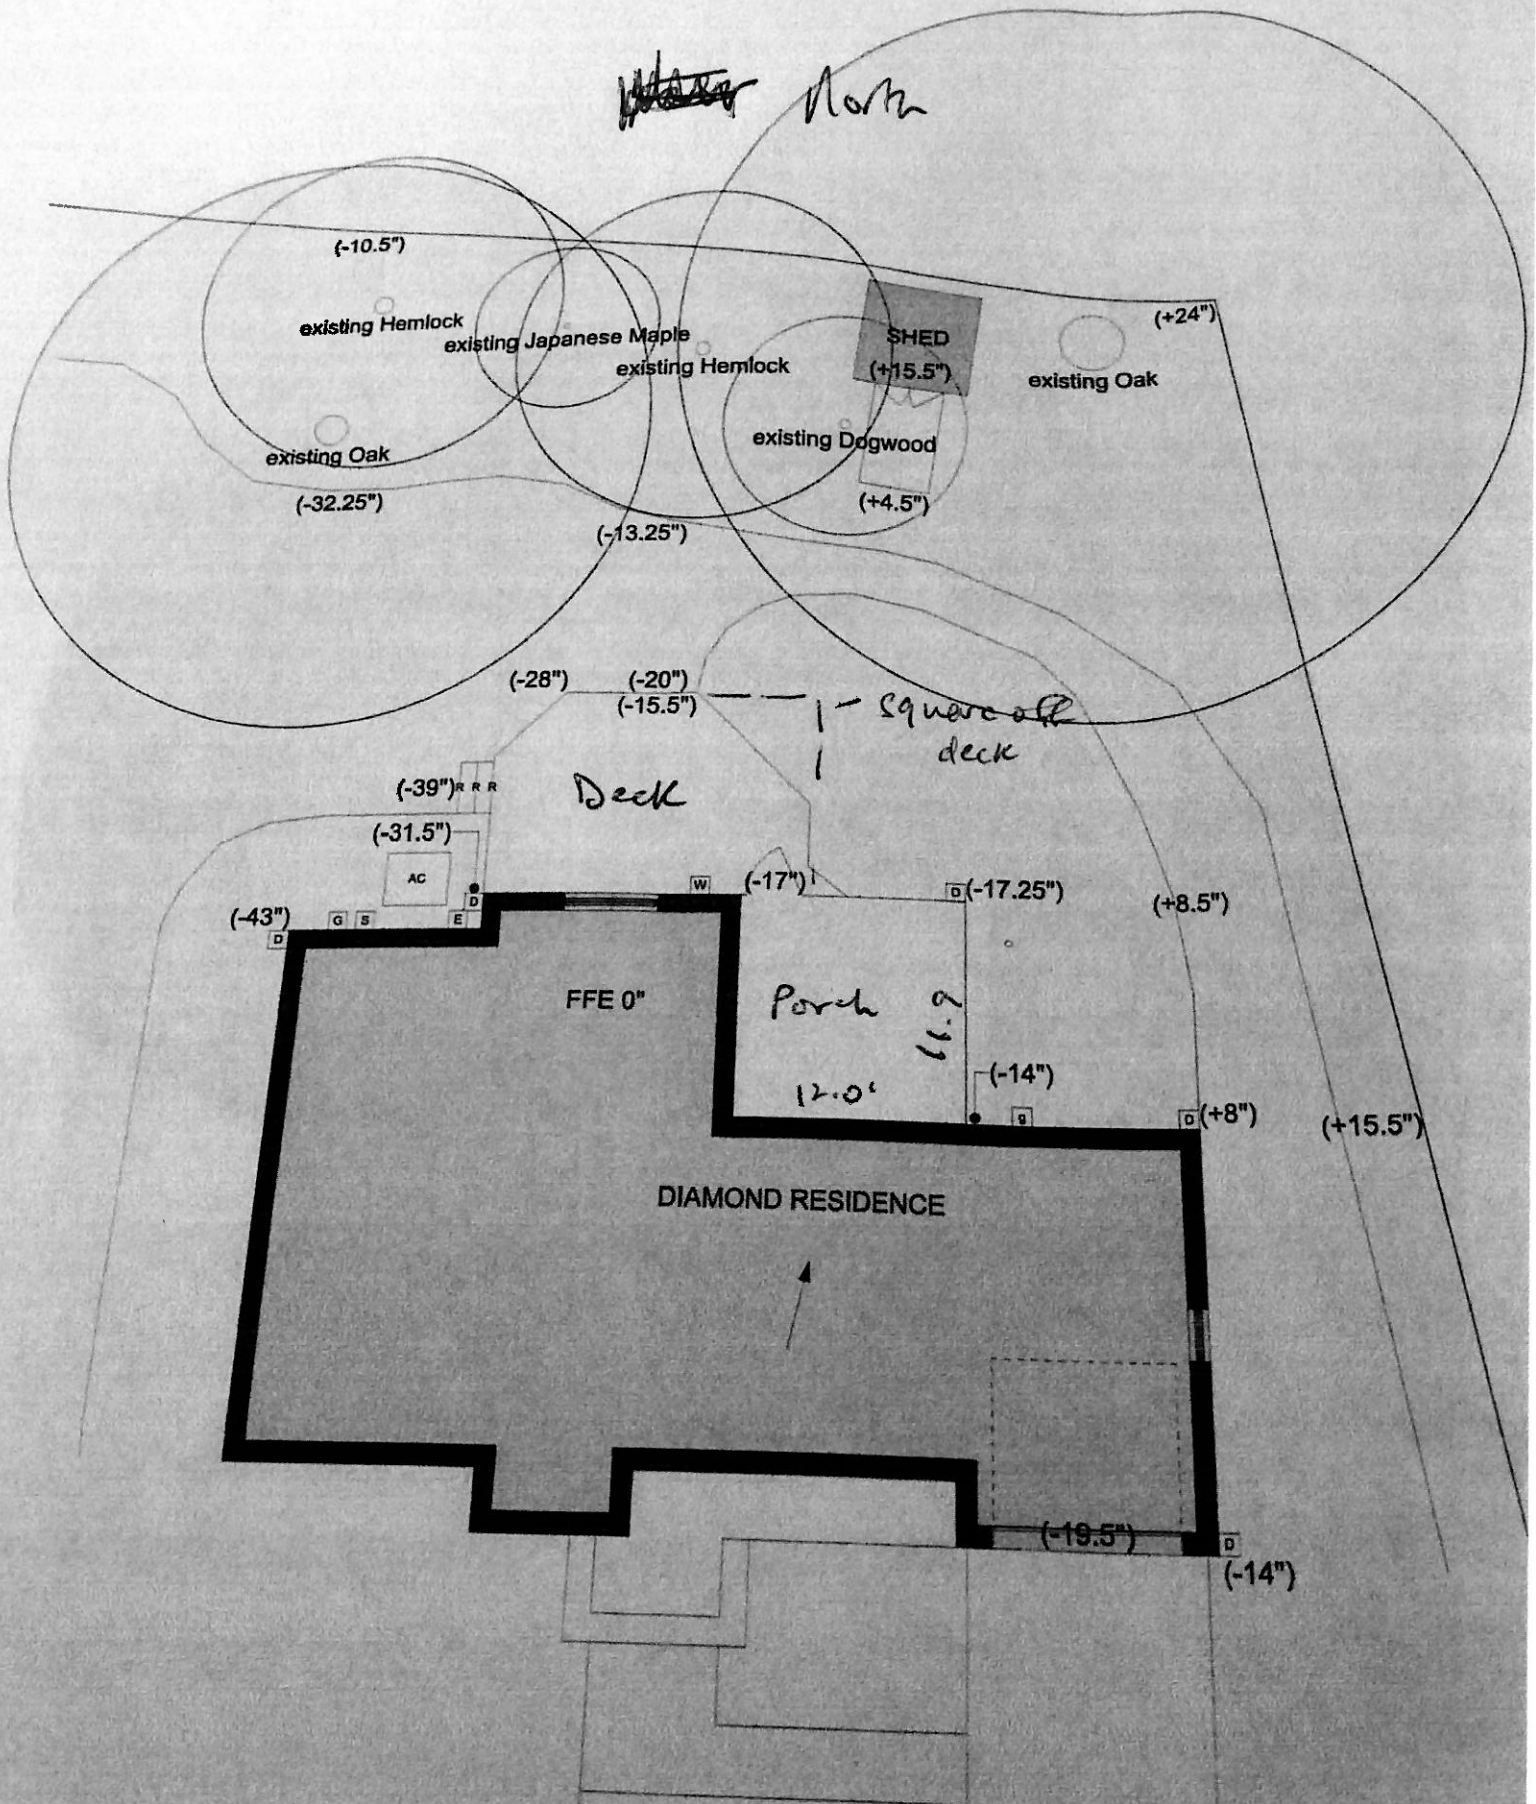 North
(-10.5")
existing Hemlock
existing Japanese Maple
existing Hemlock
SHED
(+15.5")
(+24")
existing Oak
existing Dogwood
existing Oak
(-32.25")
(+4.5")
(-13.25")
(-28")
(-20")
(-15.5")
square off
deck
(-39")
R R R
Deck
(-31.5")
AC
W
(-17")
D
(-17.25")
(+8.5")
(-43")
D
G S
E
D
FFE 0"
Porch
11.9
12.0'
(-14")
g
D
(+8")
(+15.5")
DIAMOND RESIDENCE
(-19.5")
D
(-14")